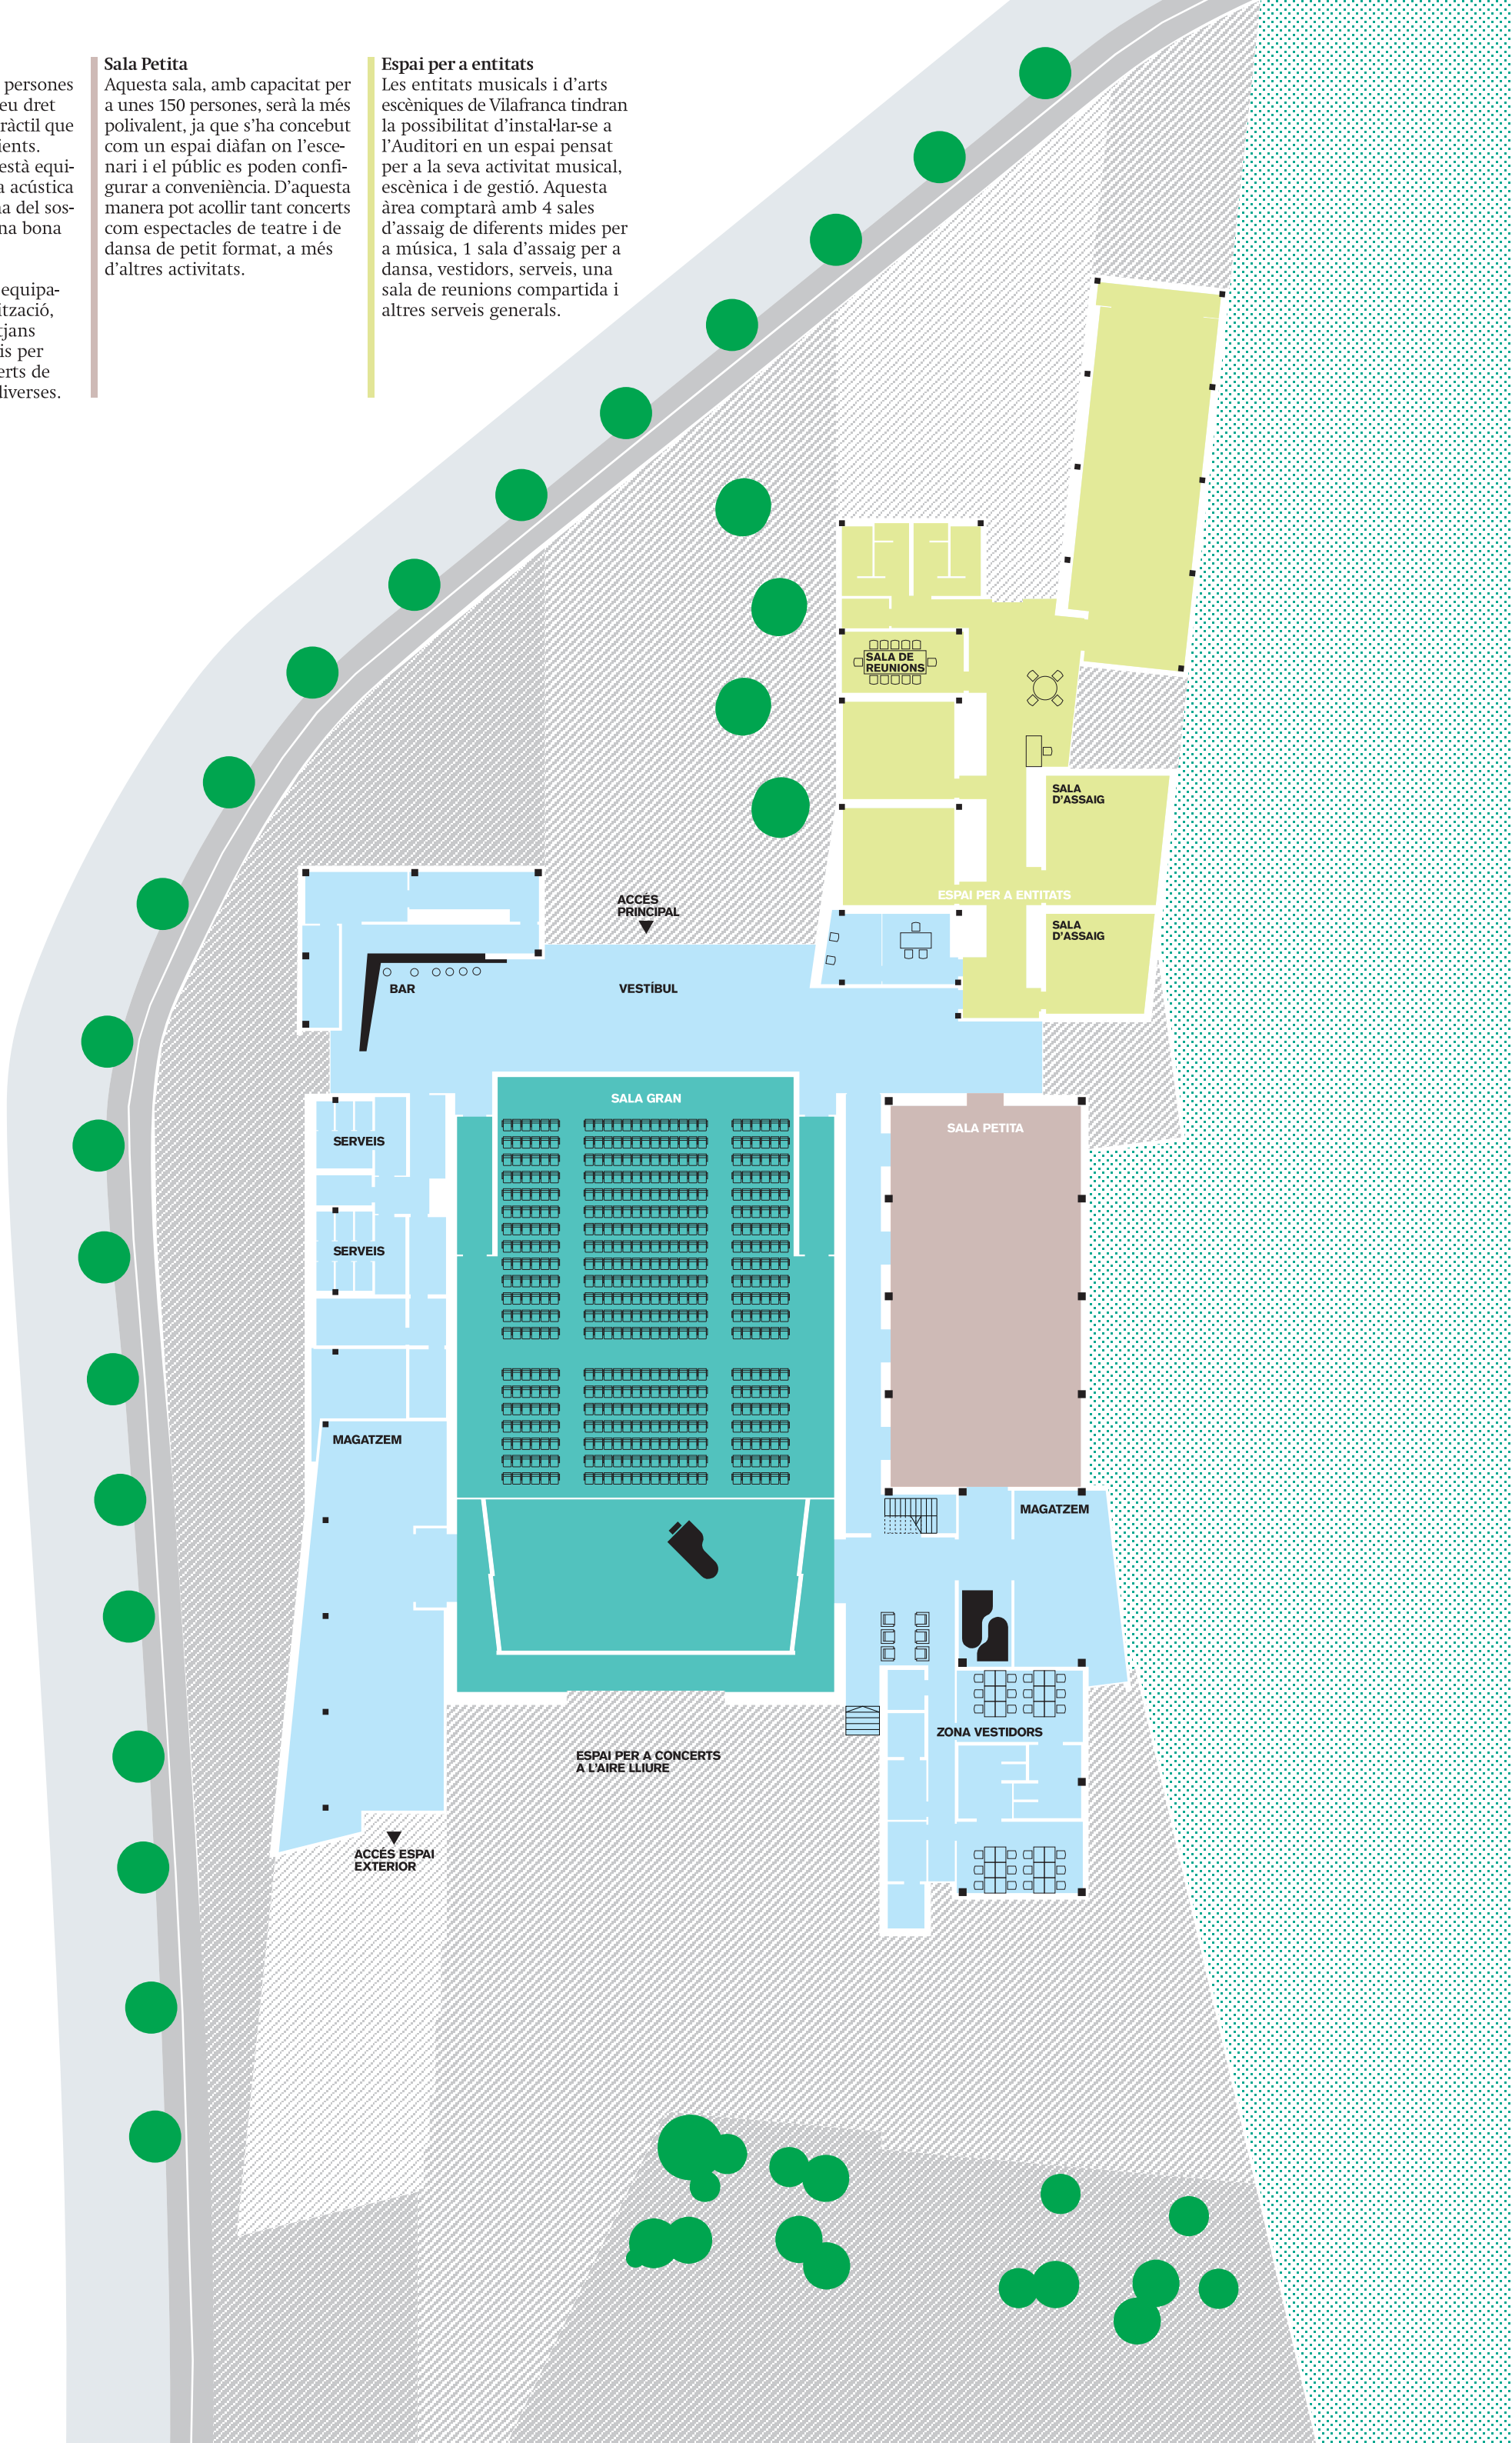 persones
eu dret
ràctil que
ients.
està equi-
a acústica
na del sos-
na bona
equipa-
ització,
tjans
is per
erts de
diverses.
Sala Petita
Aquesta sala, amb capacitat per
a unes 150 persones, serà la més
polivalent, ja que s’ha concebut
com un espai diàfan on l’esce-
nari i el públic es poden confi-
gurar a conveniència. D’aquesta
manera pot acollir tant concerts
com espectacles de teatre i de
dansa de petit format, a més
d’altres activitats.
Espai per a entitats
Les entitats musicals i d’arts
escèniques de Vilafranca tindran
la possibilitat d’instal·lar-se a
l’Auditori en un espai pensat
per a la seva activitat musical,
escènica i de gestió. Aquesta
àrea comptarà amb 4 sales
d’assaig de diferents mides per
a música, 1 sala d’assaig per a
dansa, vestidors, serveis, una
sala de reunions compartida i
altres serveis generals.
SALA DE
REUNIONS
SALA
D’ASSAIG
ESPAI PER A ENTITATS
ACCÉS
PRINCIPAL
SALA
D’ASSAIG
BAR
VESTÍBUL
SALA GRAN
SALA PETITA
SERVEIS
SERVEIS
MAGATZEM
MAGATZEM
ZONA VESTIDORS
ESPAI PER A CONCERTS
A L’AIRE LLIURE
ACCÉS ESPAI
EXTERIOR